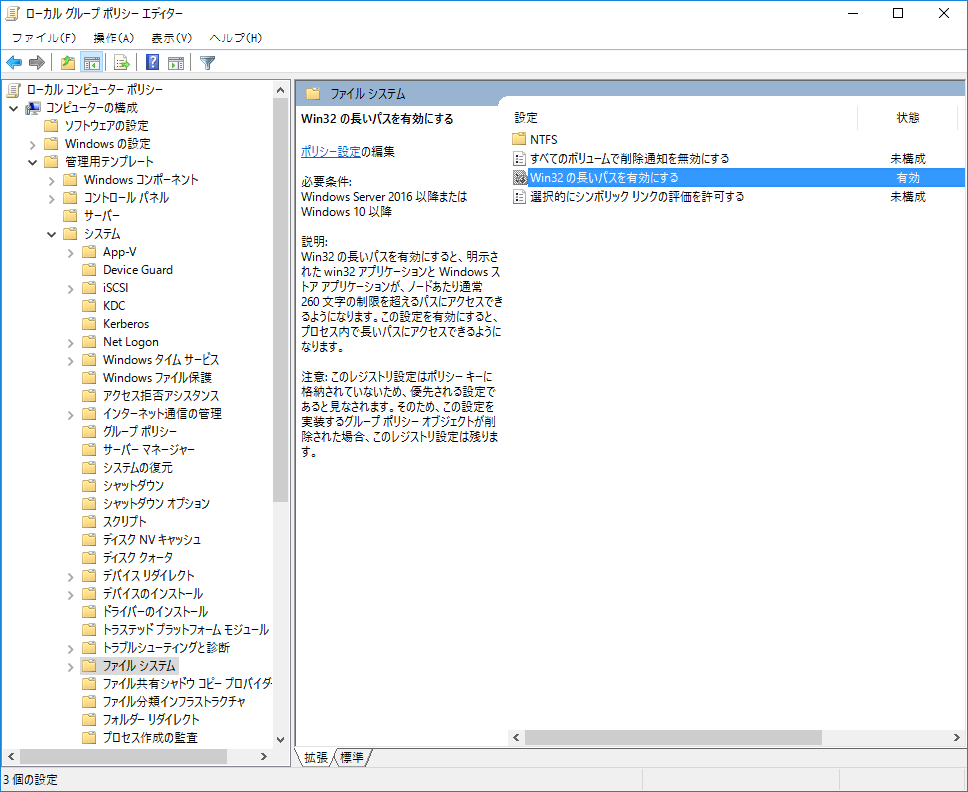 ローカル グループ ポリシー エディター
ファイル(F) 操作(A) 表示(V) ヘルプ(H)
ローカル コンピューター ポリシー
コンピューターの構成
ソフトウェアの設定
Windows の設定
管理用テンプレート
Windows コンポーネント
コントロール パネル
サーバー
システム
App-V
Device Guard
iSCSI
KDC
Kerberos
Net Logon
Windows タイム サービス
Windows ファイル保護
アクセス拒否アシスタンス
インターネット通信の管理
グループ ポリシー
サーバー マネージャー
システムの復元
シャットダウン
シャットダウン オプション
スクリプト
ディスク NV キャッシュ
ディスク クォータ
デバイス リダイレクト
デバイスのインストール
ドライバーのインストール
トラステッド プラットフォーム モジュール
トラブルシューティングと診断
ファイル システム
ファイル共有シャドウ コピー プロバイダー
ファイル分類インフラストラクチャ
フォルダー リダイレクト
プロセス作成の監査
ファイル システム
Win32 の長いパスを有効にする
ポリシー設定の編集
必要条件:
Windows Server 2016 以降または
Windows 10 以降
説明:
Win32 の長いパスを有効にすると、明示さ
れた win32 アプリケーションと Windows ス
トア アプリケーションが、ノードあたり通常
260 文字の制限を超えるパスにアクセスでき
るようになります。この設定を有効にすると、
プロセス内で長いパスにアクセスできるように
なります。
注意: このレジストリ設定はポリシー キーに
格納されていないため、優先される設定で
あると見なされます。そのため、この設定を
実装するグループ ポリシー オブジェクトが削
除された場合、このレジストリ設定は残りま
す。
設定 状態
NTFS
すべてのボリュームで削除通知を無効にする 未構成
Win32 の長いパスを有効にする 有効
選択的にシンボリック リンクの評価を許可する 未構成
拡張 標準
3 個の設定